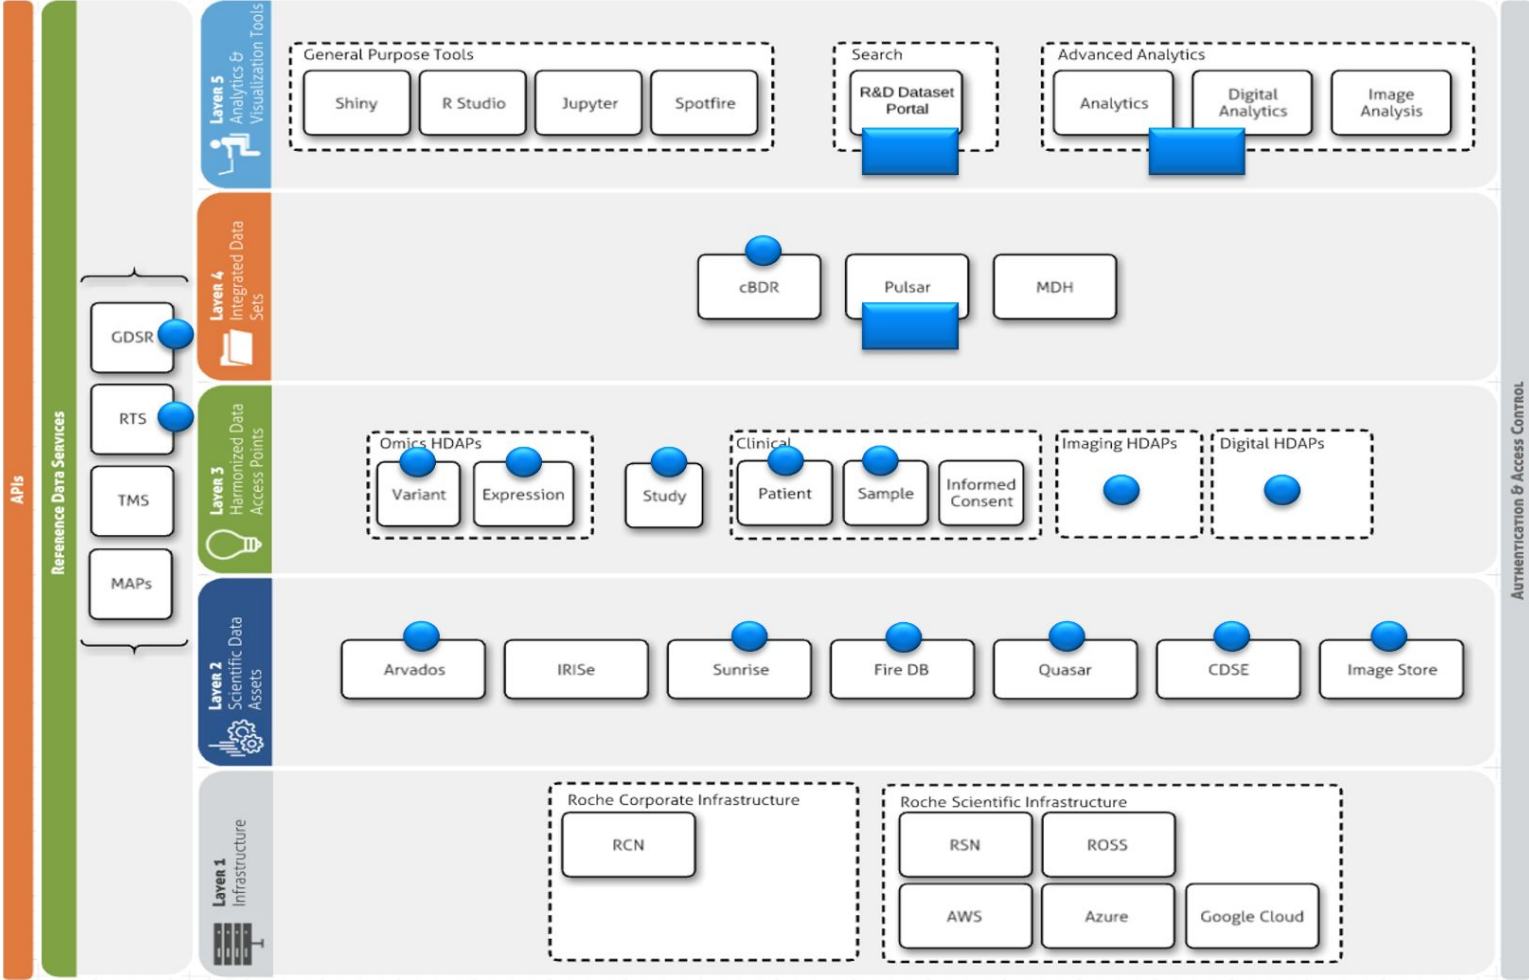 APIs
Reference Data Services
GDSR
RTS
TMS
MAPs
Layer 5
Analytics &
Visualization Tools
General Purpose Tools
Shiny
R Studio
Jupyter
Spotfire
Search
R&D Dataset
Portal
Advanced Analytics
Analytics
Digital
Analytics
Image
Analysis
Layer 4
Integrated Data
Sets
cBDR
Pulsar
MDH
Layer 3
Harmonized Data
Access Points
Omics HDAPs
Variant
Expression
Study
Clinical
Patient
Sample
Informed
Consent
Imaging HDAPs
Digital HDAPs
Layer 2
Scientific Data
Assets
Arvados
IRISe
Sunrise
Fire DB
Quasar
CDSE
Image Store
Layer 1
Infrastructure
Roche Corporate Infrastructure
RCN
Roche Scientific Infrastructure
RSN
ROSS
AWS
Azure
Google Cloud
Authentication & Access Control